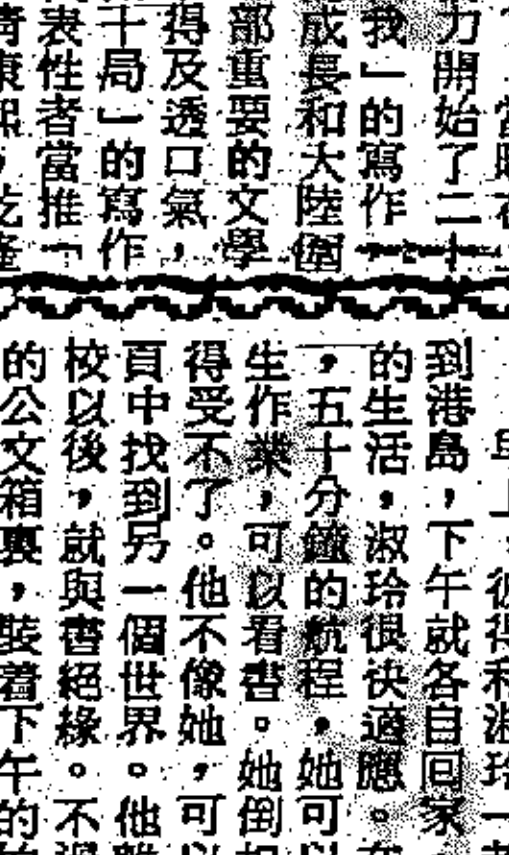 力開始了二十
我」的寫作
成長和大陸個
部重要的文學
得及透口氣，
十局」的寫作
表性者當推「
到港島，下午就各自回家
的生活，淑玲很快適應。
，五十分鐘的航程，她可以
生作業，可以看書。她倒
得受不了。他不像她，可以
頁中找到另一個世界。他
校以後，就與書絕緣。不過
的公文箱裏，裝着下午的